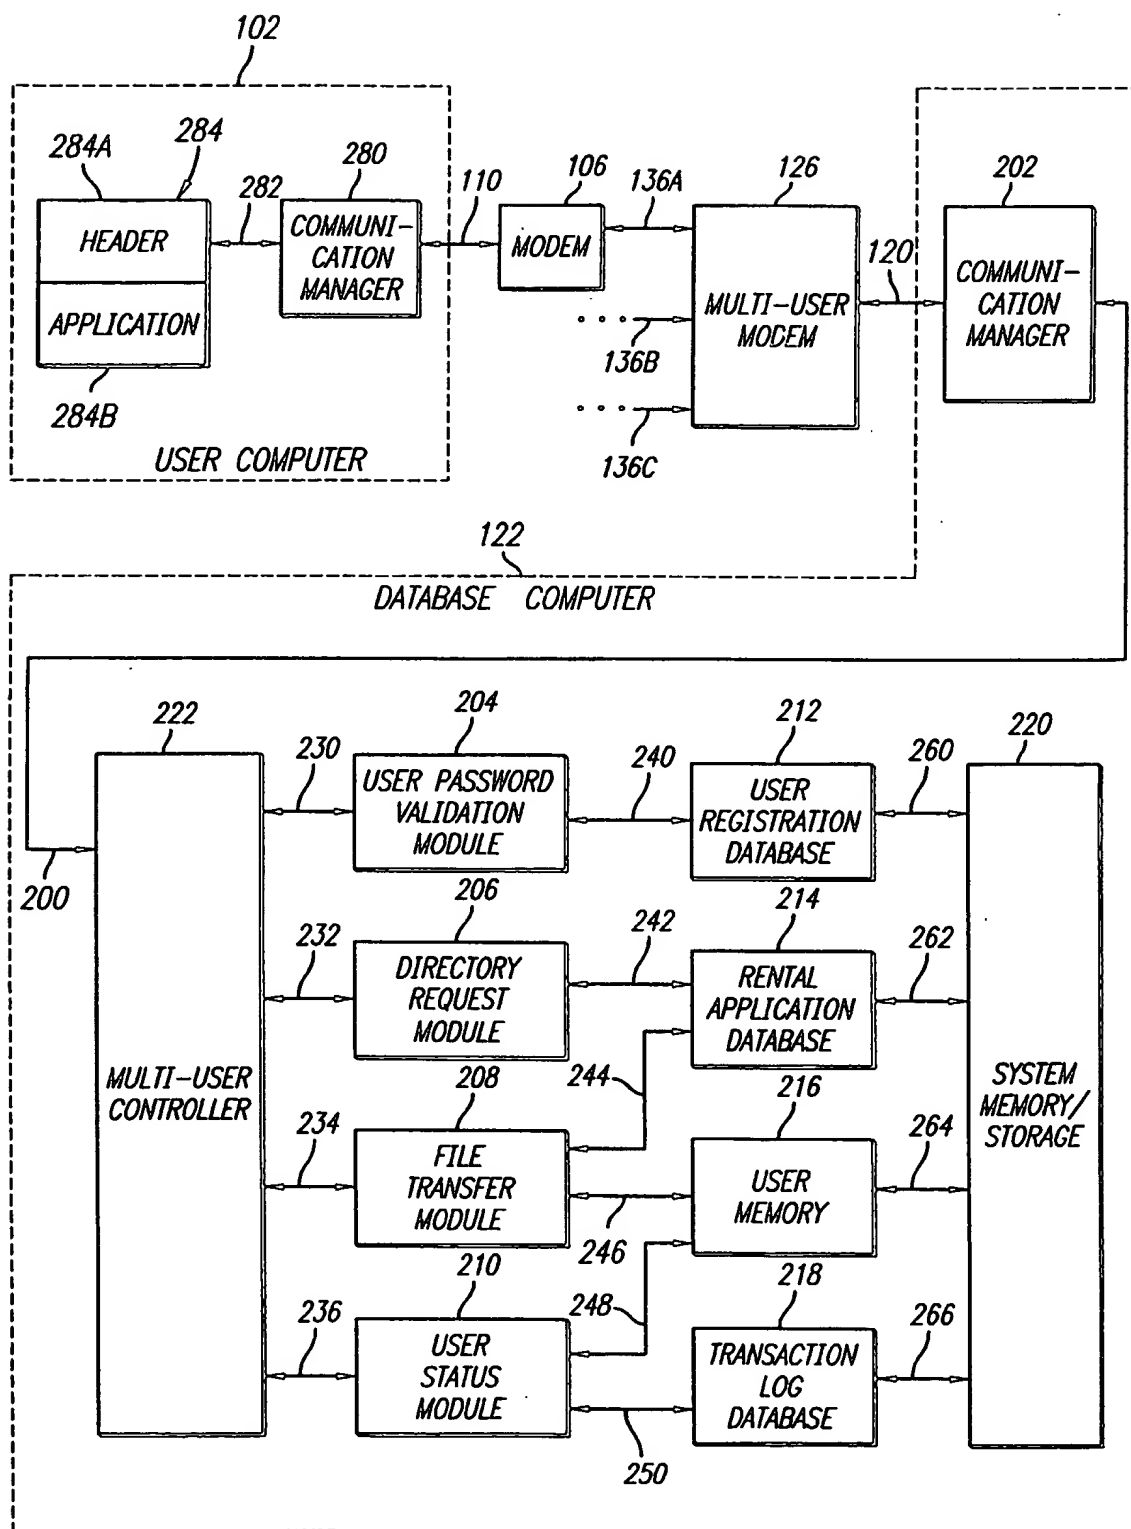 102
284A
284
282
280
110
106
136A
126
202
HEADER
APPLICATION
COMMUNI-
CATION
MANAGER
MODEM
MULTI-USER
MODEM
120
COMMUNI-
CATION
MANAGER
136B
136C
284B
USER COMPUTER
122
DATABASE COMPUTER
222
204
212
220
230
USER PASSWORD
VALIDATION
MODULE
240
USER
REGISTRATION
DATABASE
260
200
206
214
232
DIRECTORY
REQUEST
MODULE
242
RENTAL
APPLICATION
DATABASE
262
MULTI-USER
CONTROLLER
208
244
216
SYSTEM
MEMORY/
STORAGE
234
FILE
TRANSFER
MODULE
246
USER
MEMORY
264
210
248
218
236
USER
STATUS
MODULE
250
TRANSACTION
LOG
DATABASE
266